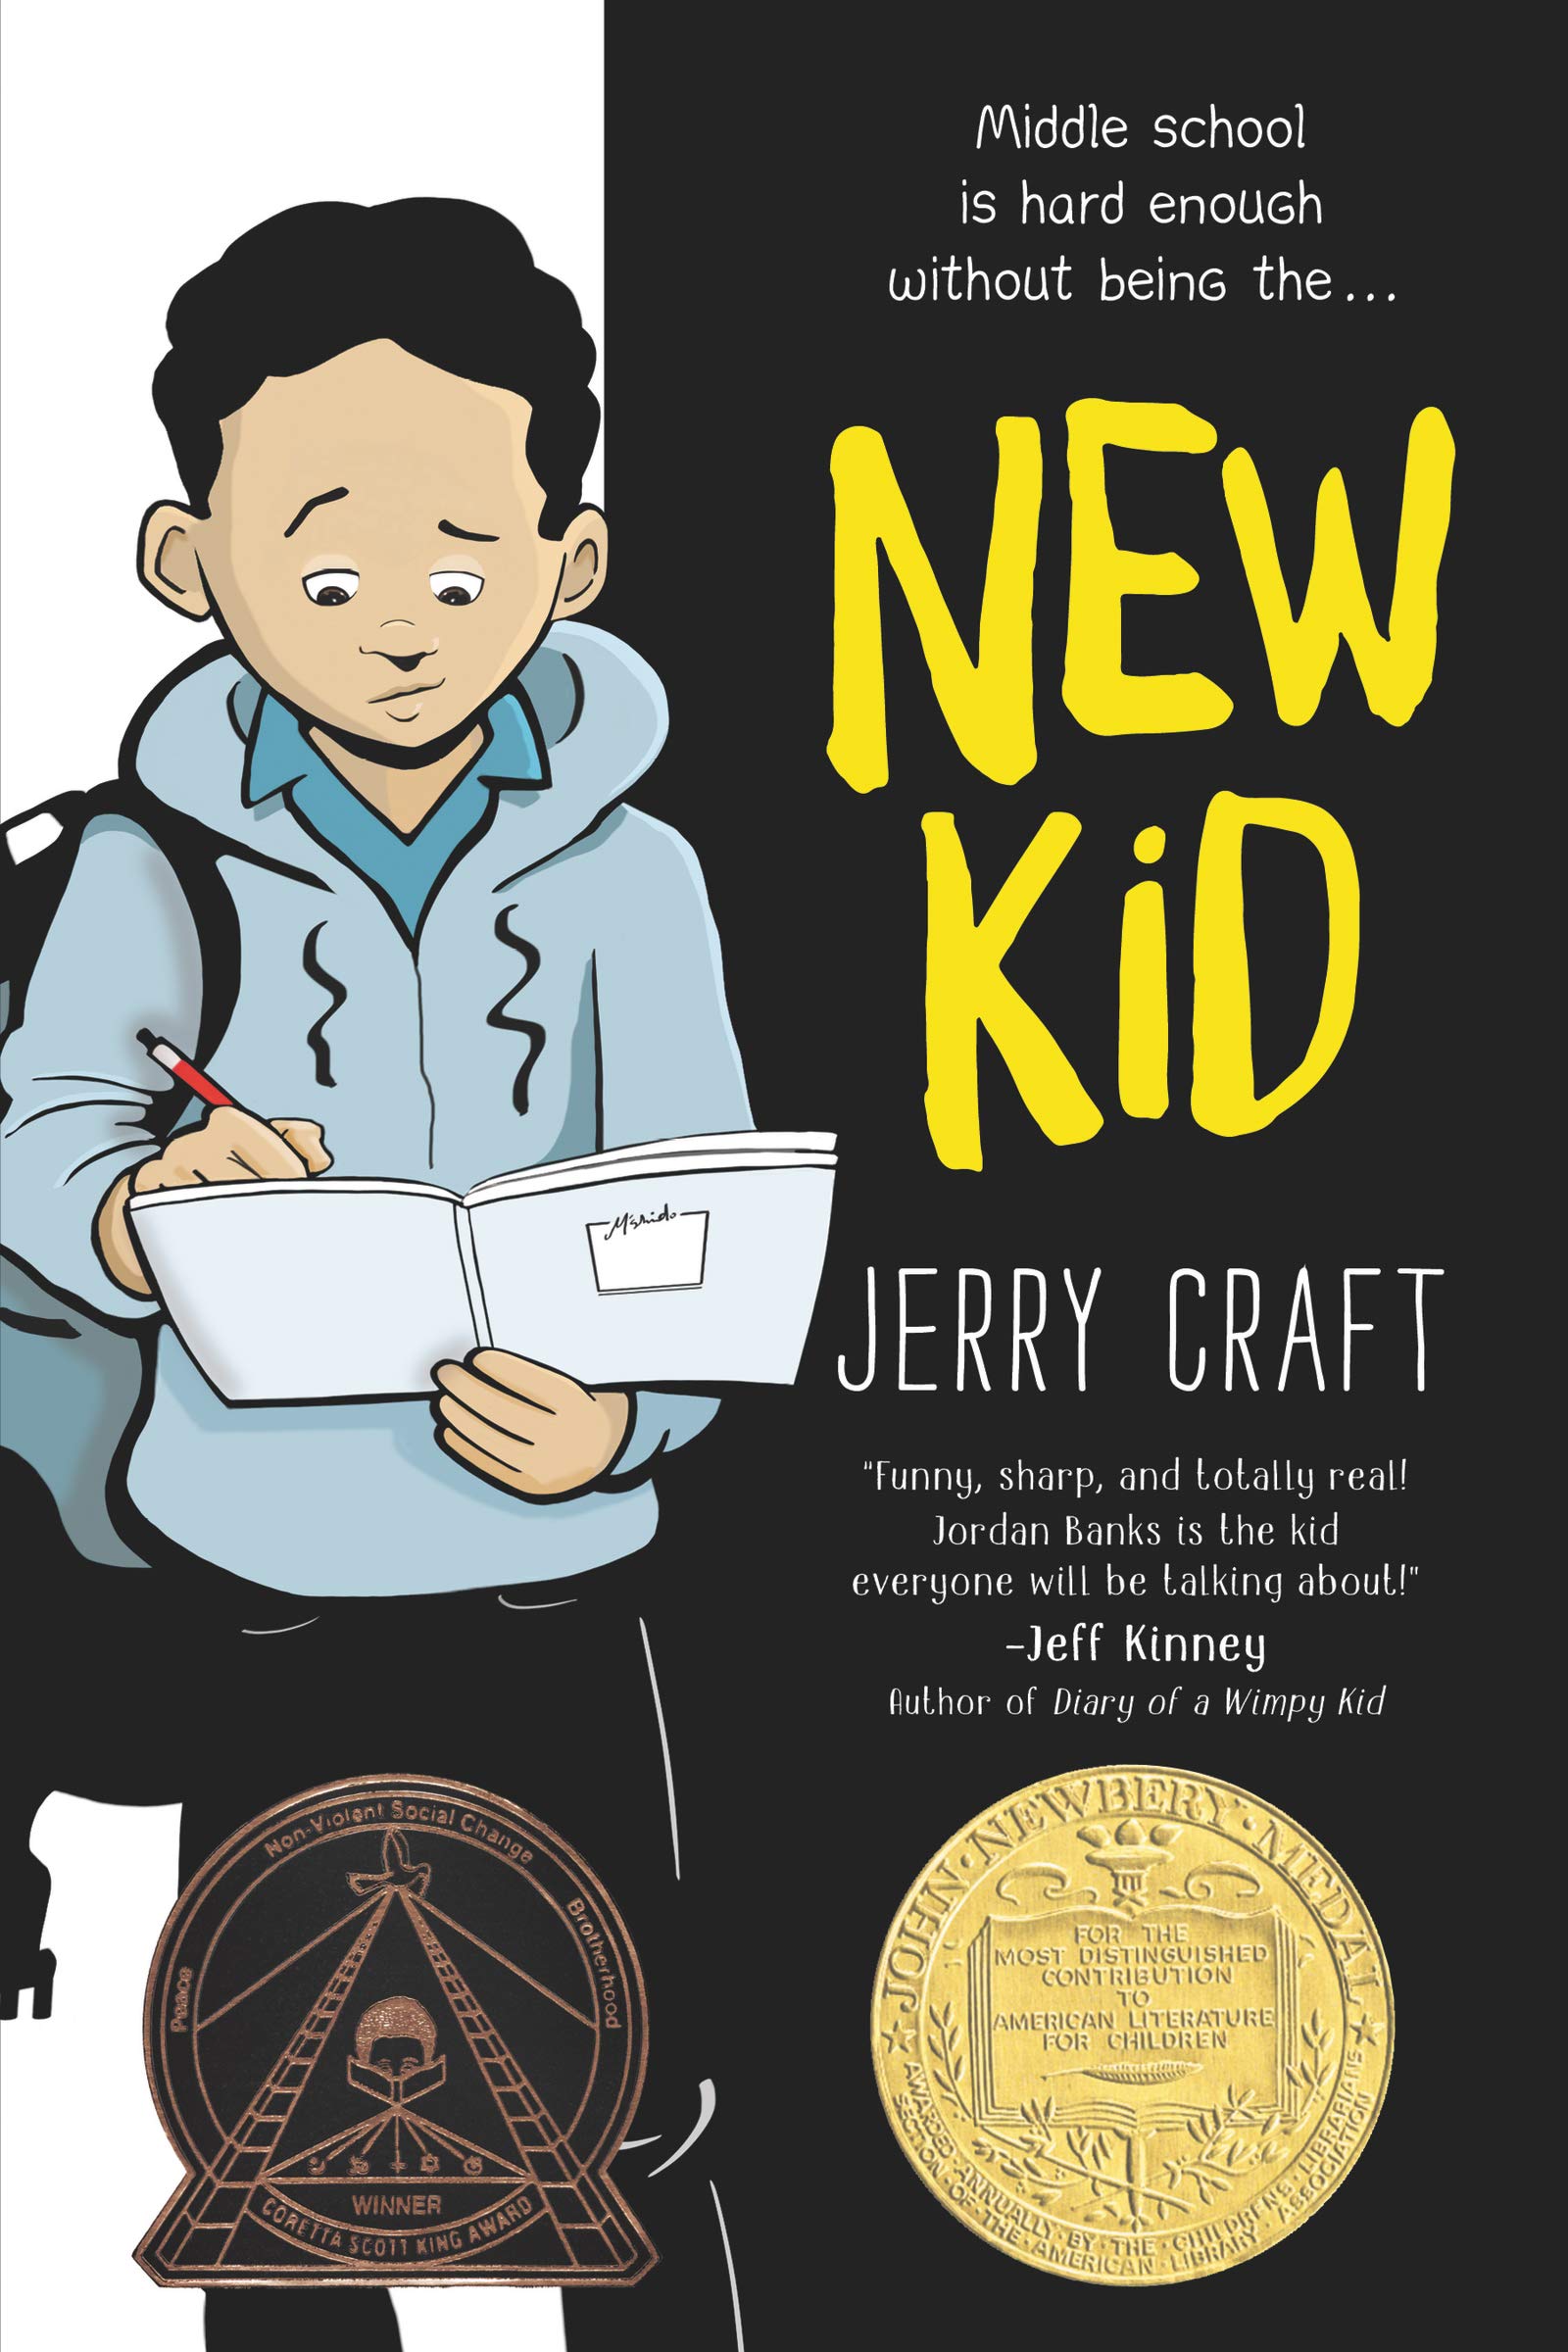 Middle school
is hard enough
without being the...
NEW
KiD
M'shido
JERRY CRAFT
"Funny, sharp, and totally real!
Jordan Banks is the kid
everyone will be talking about!"
–Jeff Kinney
Author of Diary of a Wimpy Kid
Peace
Non-Violent Social Change
Brotherhood
WINNER
CORETTA SCOTT KING AWARD
JOHN · NEWBERY · MEDAL
FOR THE
MOST DISTINGUISHED
CONTRIBUTION
TO
AMERICAN LITERATURE
FOR CHILDREN
AWARDED · ANNUALLY · BY · THE · CHILDREN'S · LIBRARIANS
SECTION · OF · THE · AMERICAN · LIBRARY · ASSOCIATION